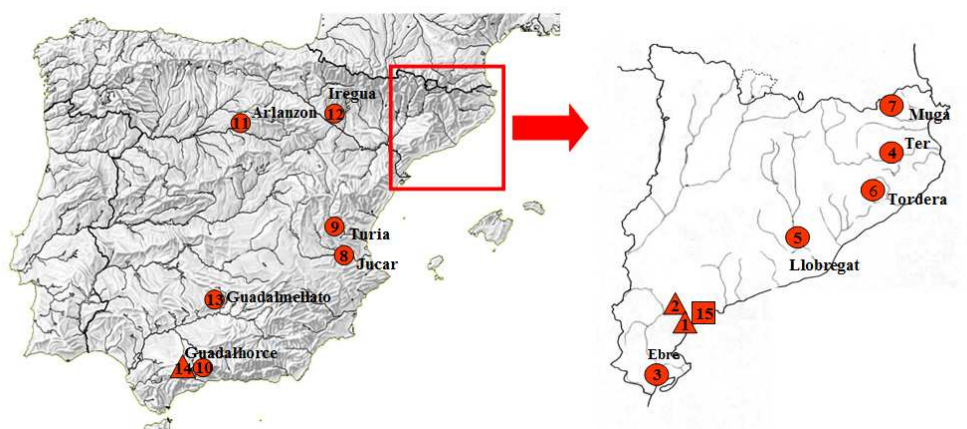 Iregua
12
Arlanzon
11
9
Turia
8
Jucar
13
Guadalmellato
Guadalhorce
14
10
7
Muga
4
Ter
6
Tordera
5
Llobregat
2
15
1
Ebre
3